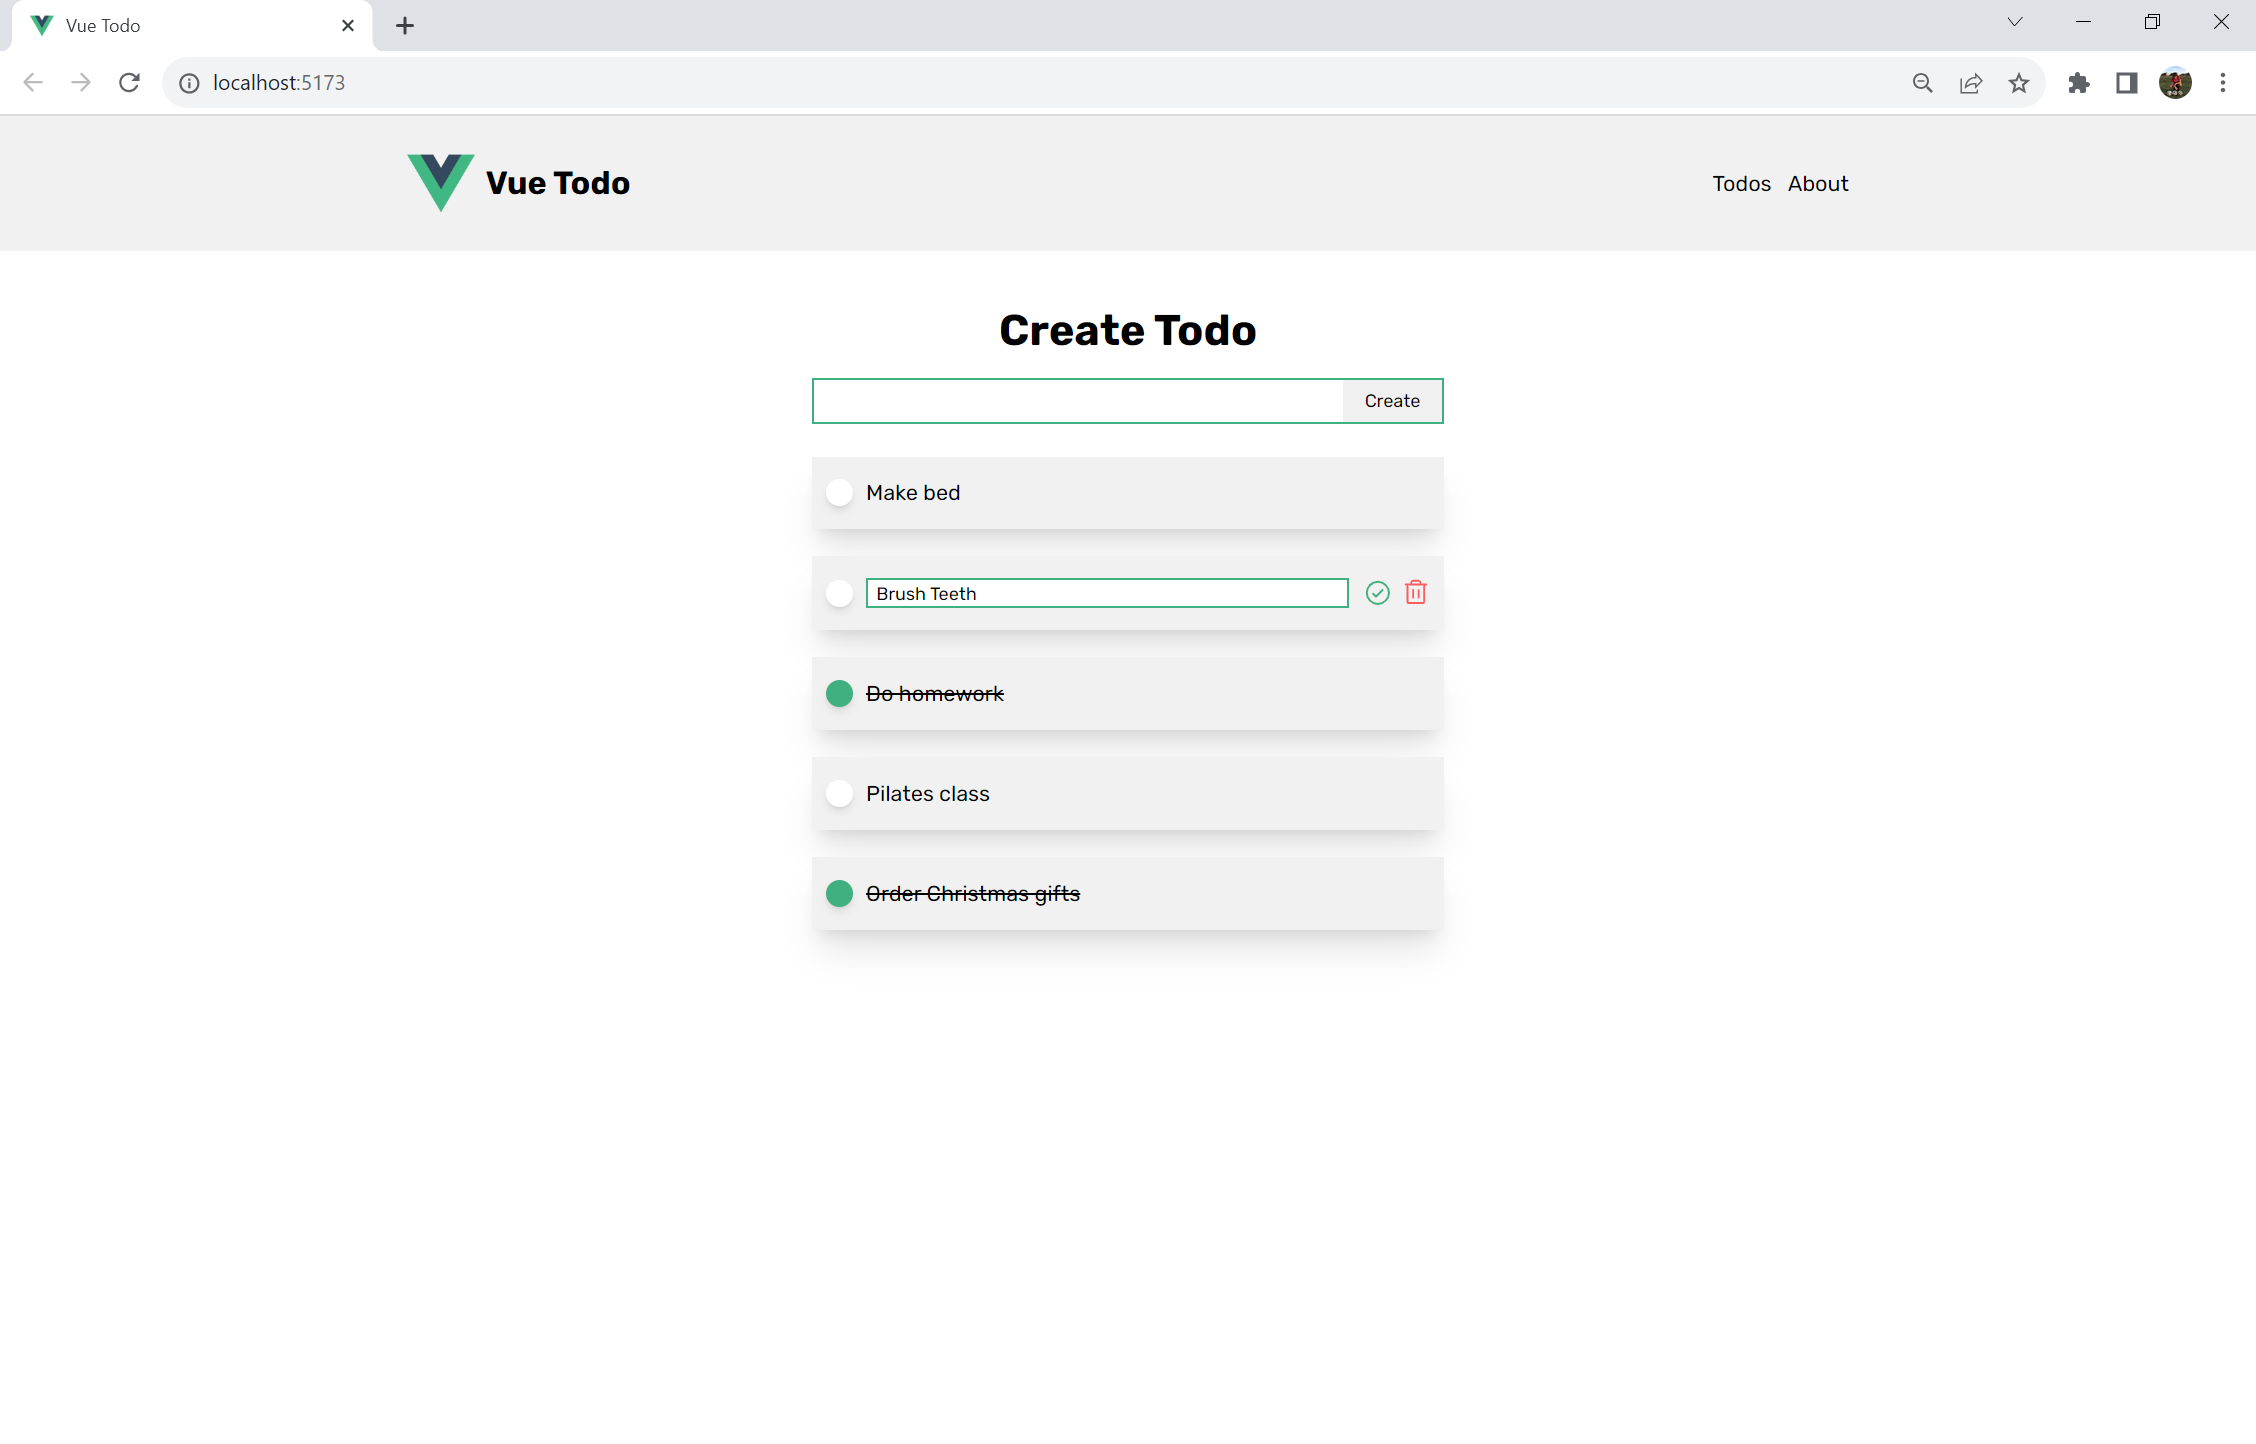 Vue Todo
localhost:5173
Vue Todo
Todos About
Create Todo
Create
Make bed
Brush Teeth
Do homework
Pilates class
Order Christmas gifts